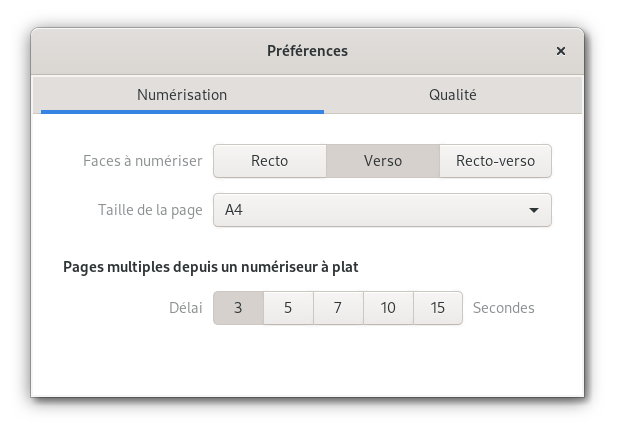 Préférences
Numérisation Qualité
Faces à numériser Recto Verso Recto-verso
Taille de la page A4
Pages multiples depuis un numériseur à plat
Délai 3 5 7 10 15 Secondes